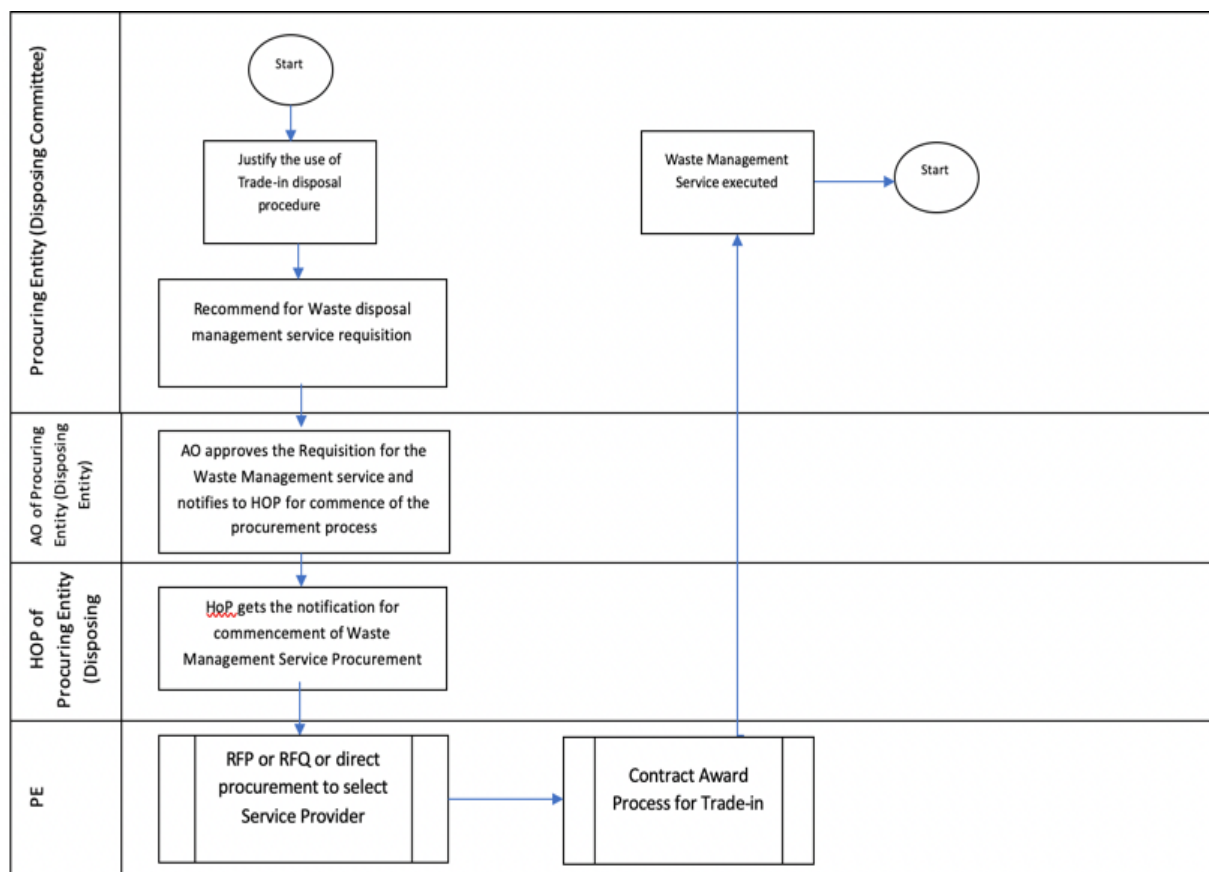 Procuring Entity (Disposing Committee)
Start
Justify the use of
Trade-in disposal
procedure
Recommend for Waste disposal
management service requisition
Waste Management
Service executed
Start
AO of Procuring
Entity (Disposing
Entity)
AO approves the Requisition for the
Waste Management service and
notifies to HOP for commence of the
procurement process
HOP of
Procuring Entity
(Disposing
HoP gets the notification for
commencement of Waste
Management Service Procurement
PE
RFP or RFQ or direct
procurement to select
Service Provider
Contract Award
Process for Trade-in